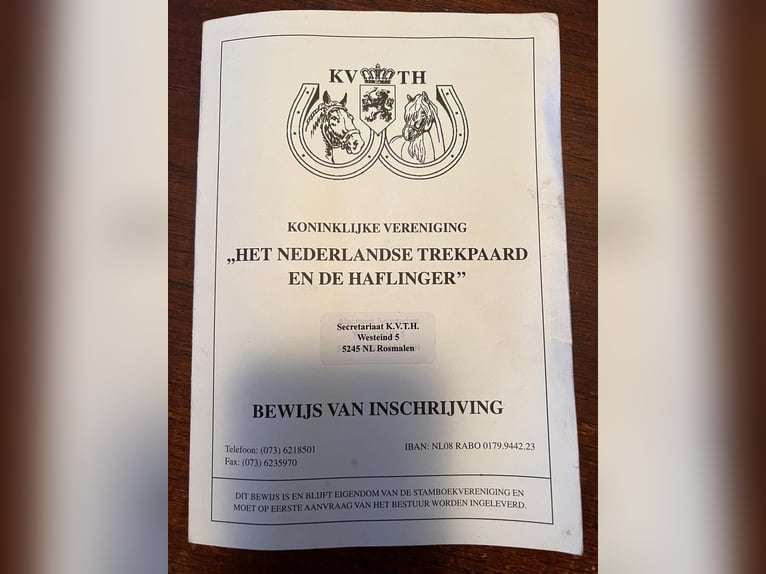 KV TH
KONINKLIJKE VERENIGING
„HET NEDERLANDSE TREKPAARD
EN DE HAFLINGER”
Secretariaat K.V.T.H.
Westeind 5
5245 NL Rosmalen
BEWIJS VAN INSCHRIJVING
Telefoon: (073) 6218501
IBAN: NL08 RABO 0179.9442.23
Fax: (073) 6235970
DIT BEWIJS IS EN BLIJFT EIGENDOM VAN DE STAMBOEKVERENIGING EN
MOET OP EERSTE AANVRAAG VAN HET BESTUUR WORDEN INGELEVERD.